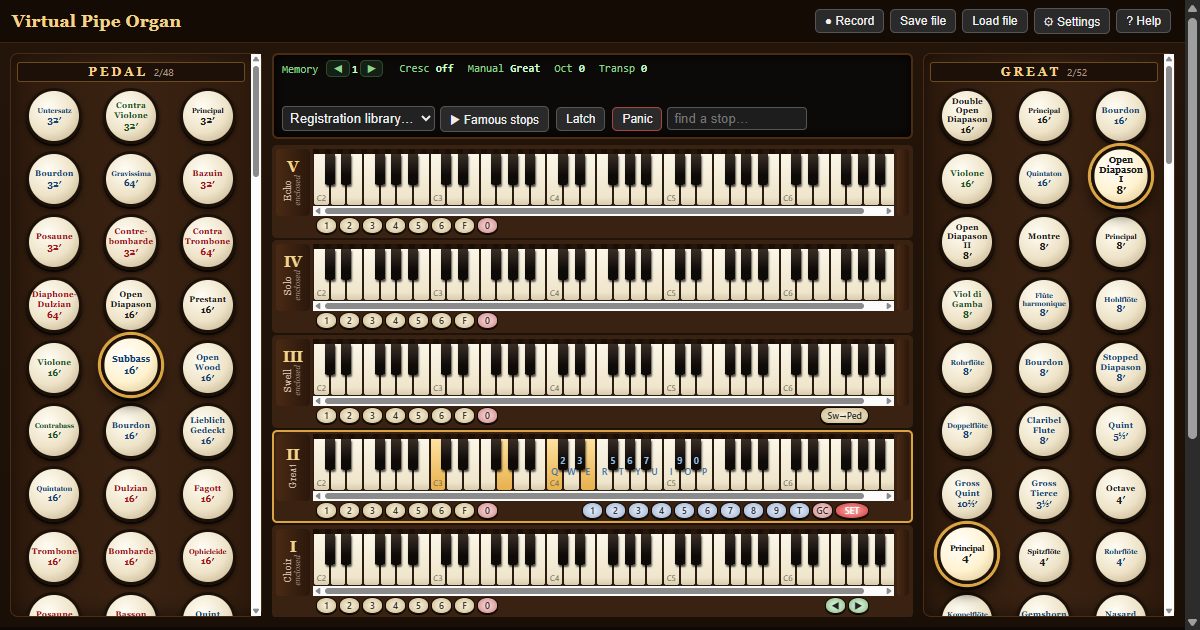 Virtual Pipe Organ
● Record
Save file
Load file
⚙ Settings
? Help
PEDAL 2/48
Untersatz 32′
Contra Violone 32′
Principal 32′
Bourdon 32′
Gravissima 64′
Bazuin 32′
Posaune 32′
Contre-bombarde 32′
Contra Trombone 64′
Diaphone-Dulzian 64′
Open Diapason 16′
Prestant 16′
Violone 16′
Subbass 16′
Open Wood 16′
Contrabass 16′
Bourdon 16′
Lieblich Gedeckt 16′
Quintaton 16′
Dulzian 16′
Fagott 16′
Trombone 16′
Bombarde 16′
Ophicleide 16′
Posaune
Basson
Quint
Memory ◀ 1 ▶ Cresc off Manual Great Oct 0 Transp 0
Registration library...
▶ Famous stops
Latch
Panic
find a stop...
V
Echo
enclosed
C2 C3 C4 C5 C6
1 2 3 4 5 6 F 0
IV
Solo
enclosed
C2 C3 C4 C5 C6
1 2 3 4 5 6 F 0
III
Swell
enclosed
C2 C3 C4 C5 C6
1 2 3 4 5 6 F 0
Sw→Ped
II
Great
2 3 5 6 7 9 0
Q W E R T Y U I O P
C2 C3 C4 C5 C6
1 2 3 4 5 6 F 0
1 2 3 4 5 6 7 8 9 T GC SET
I
Choir
enclosed
C2 C3 C4 C5 C6
1 2 3 4 5 6 F 0
◀ ▶
GREAT 2/52
Double Open Diapason 16′
Principal 16′
Bourdon 16′
Violone 16′
Quintaton 16′
Open Diapason I 8′
Open Diapason II 8′
Montre 8′
Principal 8′
Viol di Gamba 8′
Flûte harmonique 8′
Hohlflöte 8′
Rohrflöte 8′
Bourdon 8′
Stopped Diapason 8′
Doppelflöte 8′
Claribel Flute 8′
Quint 5⅓′
Gross Quint 10⅔′
Gross Tierce 3⅕′
Octave 4′
Principal 4′
Spitzflöte 4′
Rohrflöte 4′
Koppelflöte
Gemshorn
Nasard